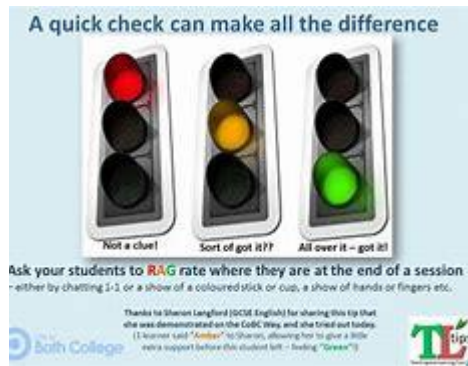 A quick check can make all the difference
Not a clue!
Sort of got it??
All over it – got it!
Ask your students to RAG rate where they are at the end of a session
– either by chatting 1-1 or a show of a coloured stick or cup, a show of hands or fingers etc.
Thanks to Sharon Langford (GCSE English) for sharing this tip that
she was demonstrated on the CoBC Way, and she tried out today.
(1 learner said "Amber" to Sharon, allowing her to give a little
extra support before this student left – feeling "Green"!)
Bath College
TL tips